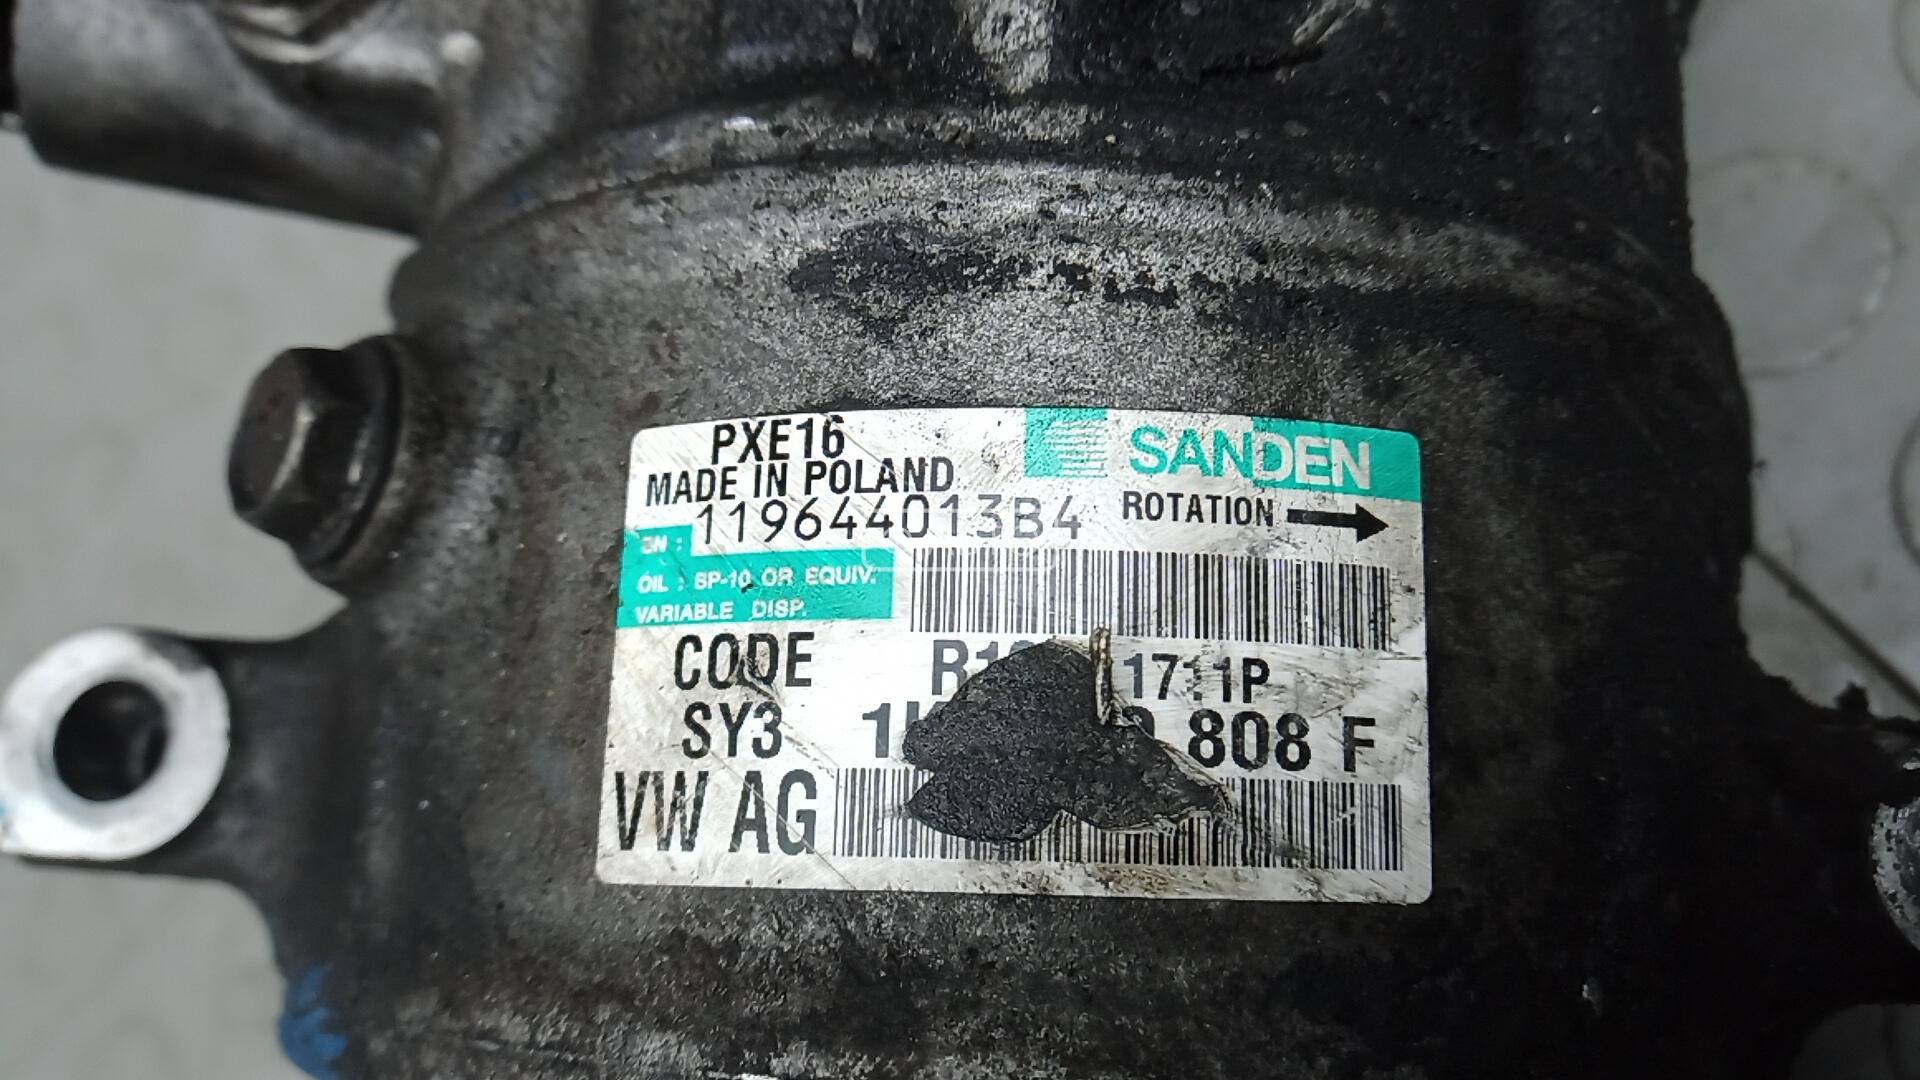 PXE16
SANDEN
MADE IN POLAND
ROTATION
SN : 119644013B4
OIL : SP-10 OR EQUIV.
VARIABLE DISP.
CODE 1711P
SY3 808 F
VW AG